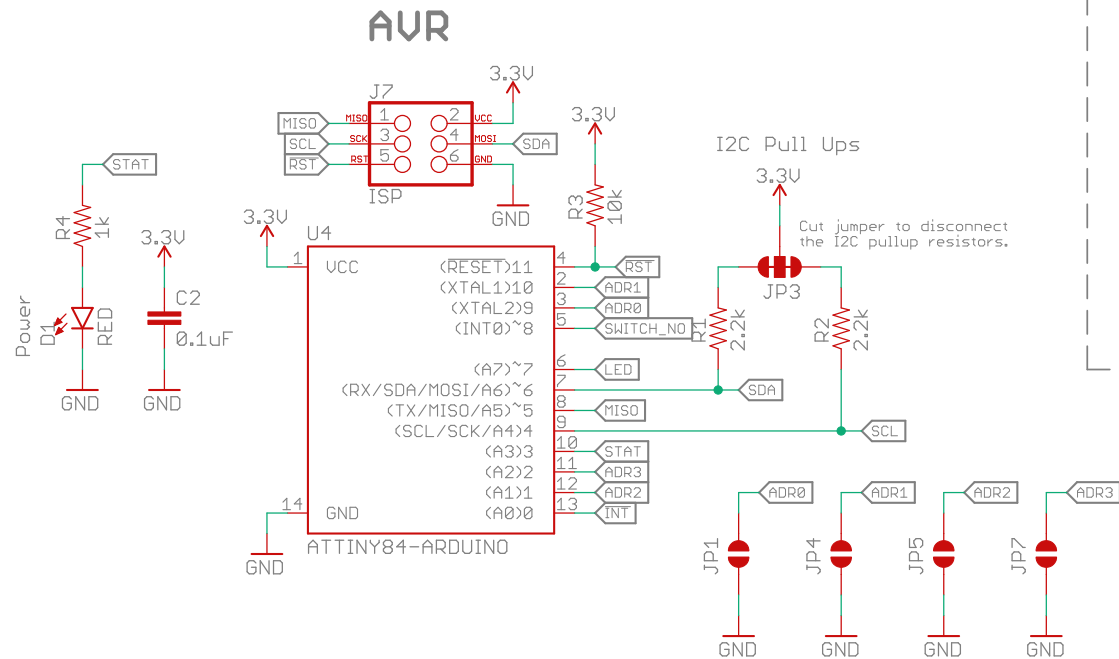 AVR
3.3V
J7
MISO MISO 1 2 VCC
SCL SCK 3 4 MOSI SDA
RST RST 5 6 GND
ISP
GND
3.3V
R3
10k
I2C Pull Ups
3.3V
Cut jumper to disconnect
the I2C pullup resistors.
JP3
R1
2.2k
R2
2.2k
STAT
R4
1k
Power
D1
RED
GND
3.3V
C2
0.1uF
GND
3.3V
U4
1 VCC (RESET)11 4 RST
(XTAL1)10 2 ADR1
(XTAL2)9 3 ADR0
(INT0)~8 5 SWITCH_NO
(A7)~7 6 LED
(RX/SDA/MOSI/A6)~6 7 SDA
(TX/MISO/A5)~5 8 MISO
(SCL/SCK/A4)4 9 SCL
(A3)3 10 STAT
(A2)2 11 ADR3
(A1)1 12 ADR2
14 GND (A0)0 13 INT
ATTINY84-ARDUINO
GND
ADR0 ADR1 ADR2 ADR3
JP1 JP4 JP5 JP7
GND GND GND GND